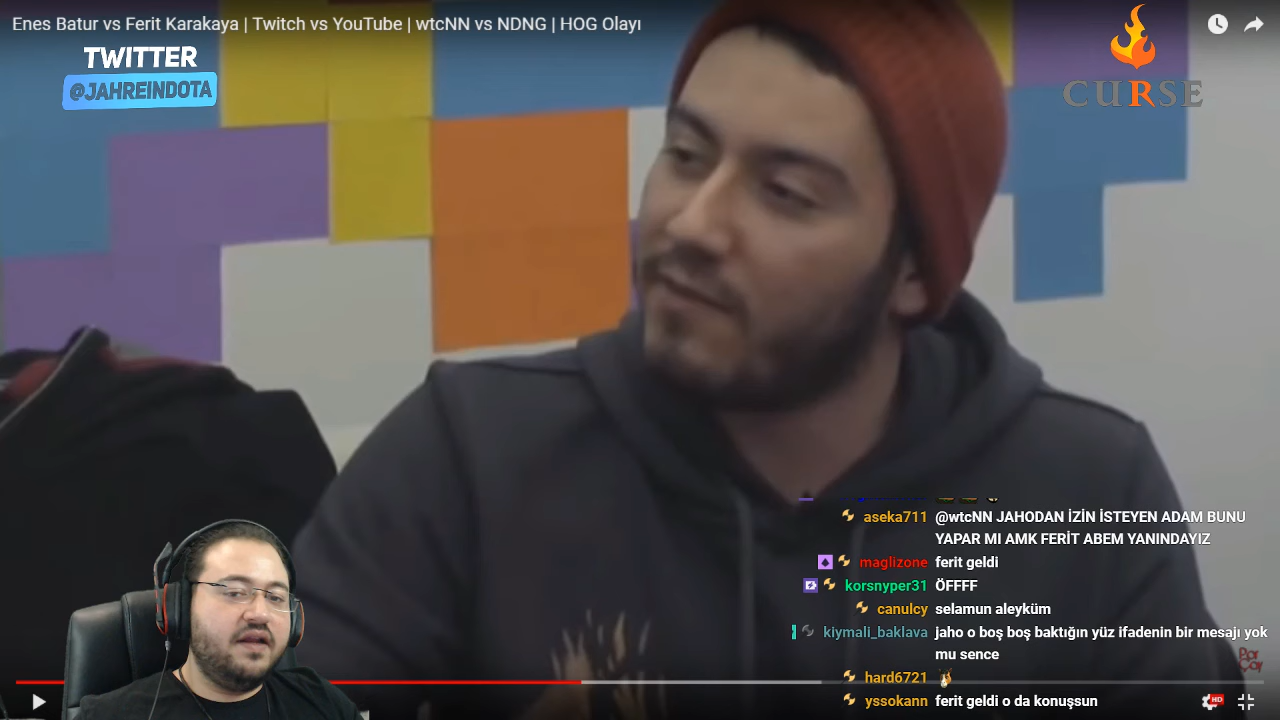 Enes Batur vs Ferit Karakaya | Twitch vs YouTube | wtcNN vs NDNG | HOG Olayı
TWITTER
@JAHREINDOTA
CURSE
aseka711 @wtcNN JAHODAN İZİN İSTEYEN ADAM BUNU
YAPAR MI AMK FERİT ABEM YANINDAYIZ
maglizone ferit geldi
korsnyper31 ÖFFFF
canulcy selamun aleyküm
kiymali_baklava jaho o boş boş baktığın yüz ifadenin bir mesajı yok
mu sence
hard6721
yssokann ferit geldi o da konuşsun
HD